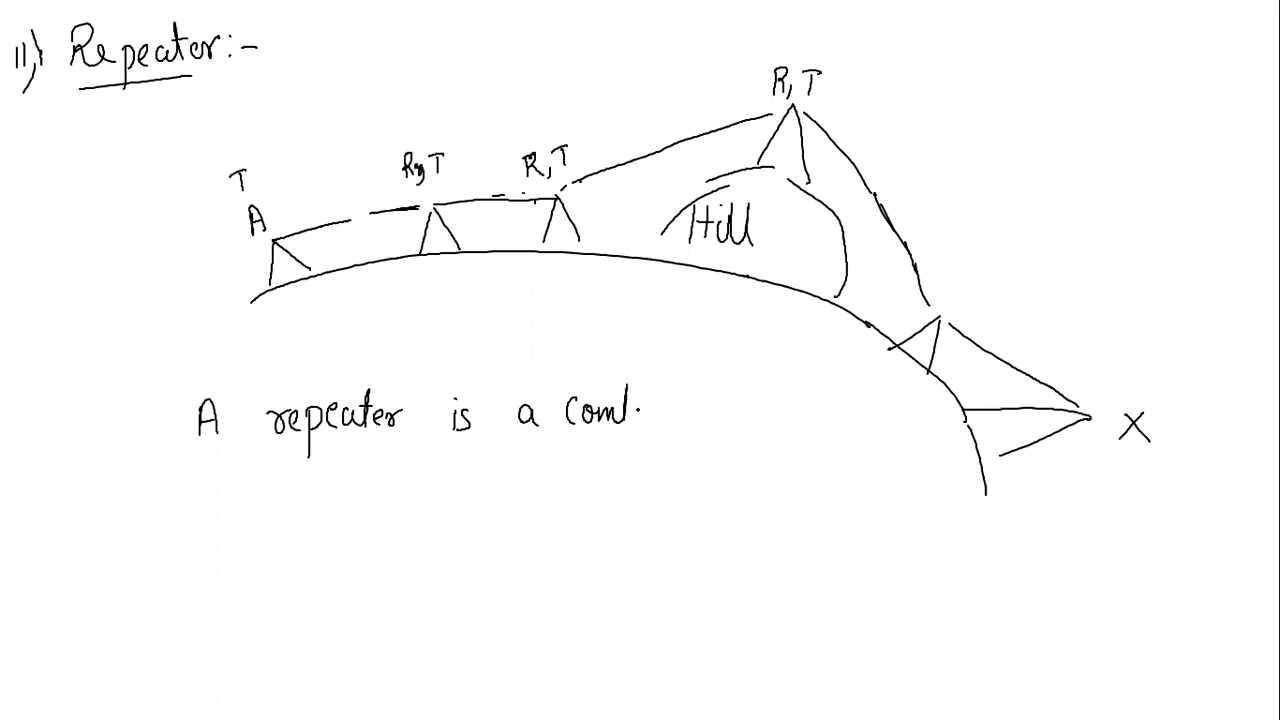 11) Repeater:-
R, T
R, T
R, T
T
A
Hill
A repeater is a com
X